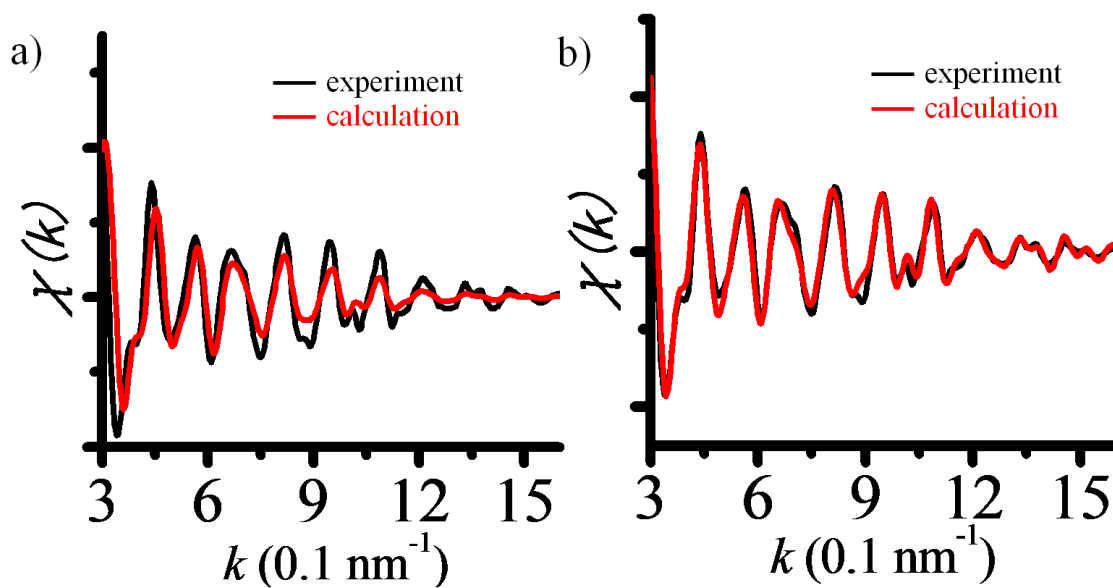 a)
experiment
calculation
χ (k)
3 6 9 12 15
k (0.1 nm⁻¹)
b)
experiment
calculation
χ (k)
3 6 9 12 15
k (0.1 nm⁻¹)